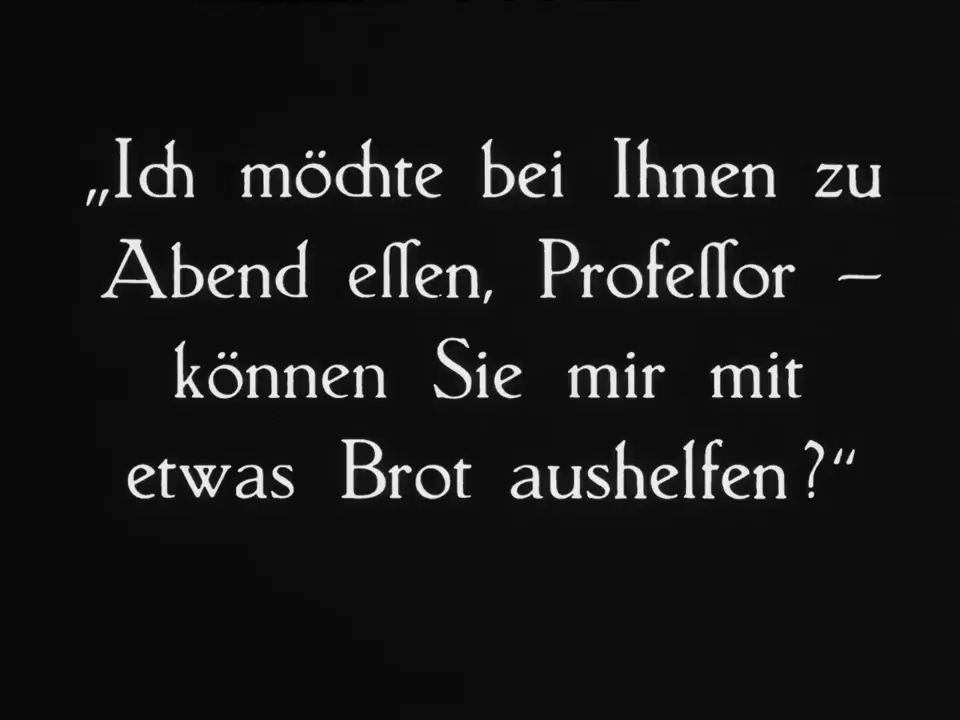 „Ich möchte bei Ihnen zu
Abend eſſen, Profeſſor –
können Sie mir mit
etwas Brot aushelfen?“